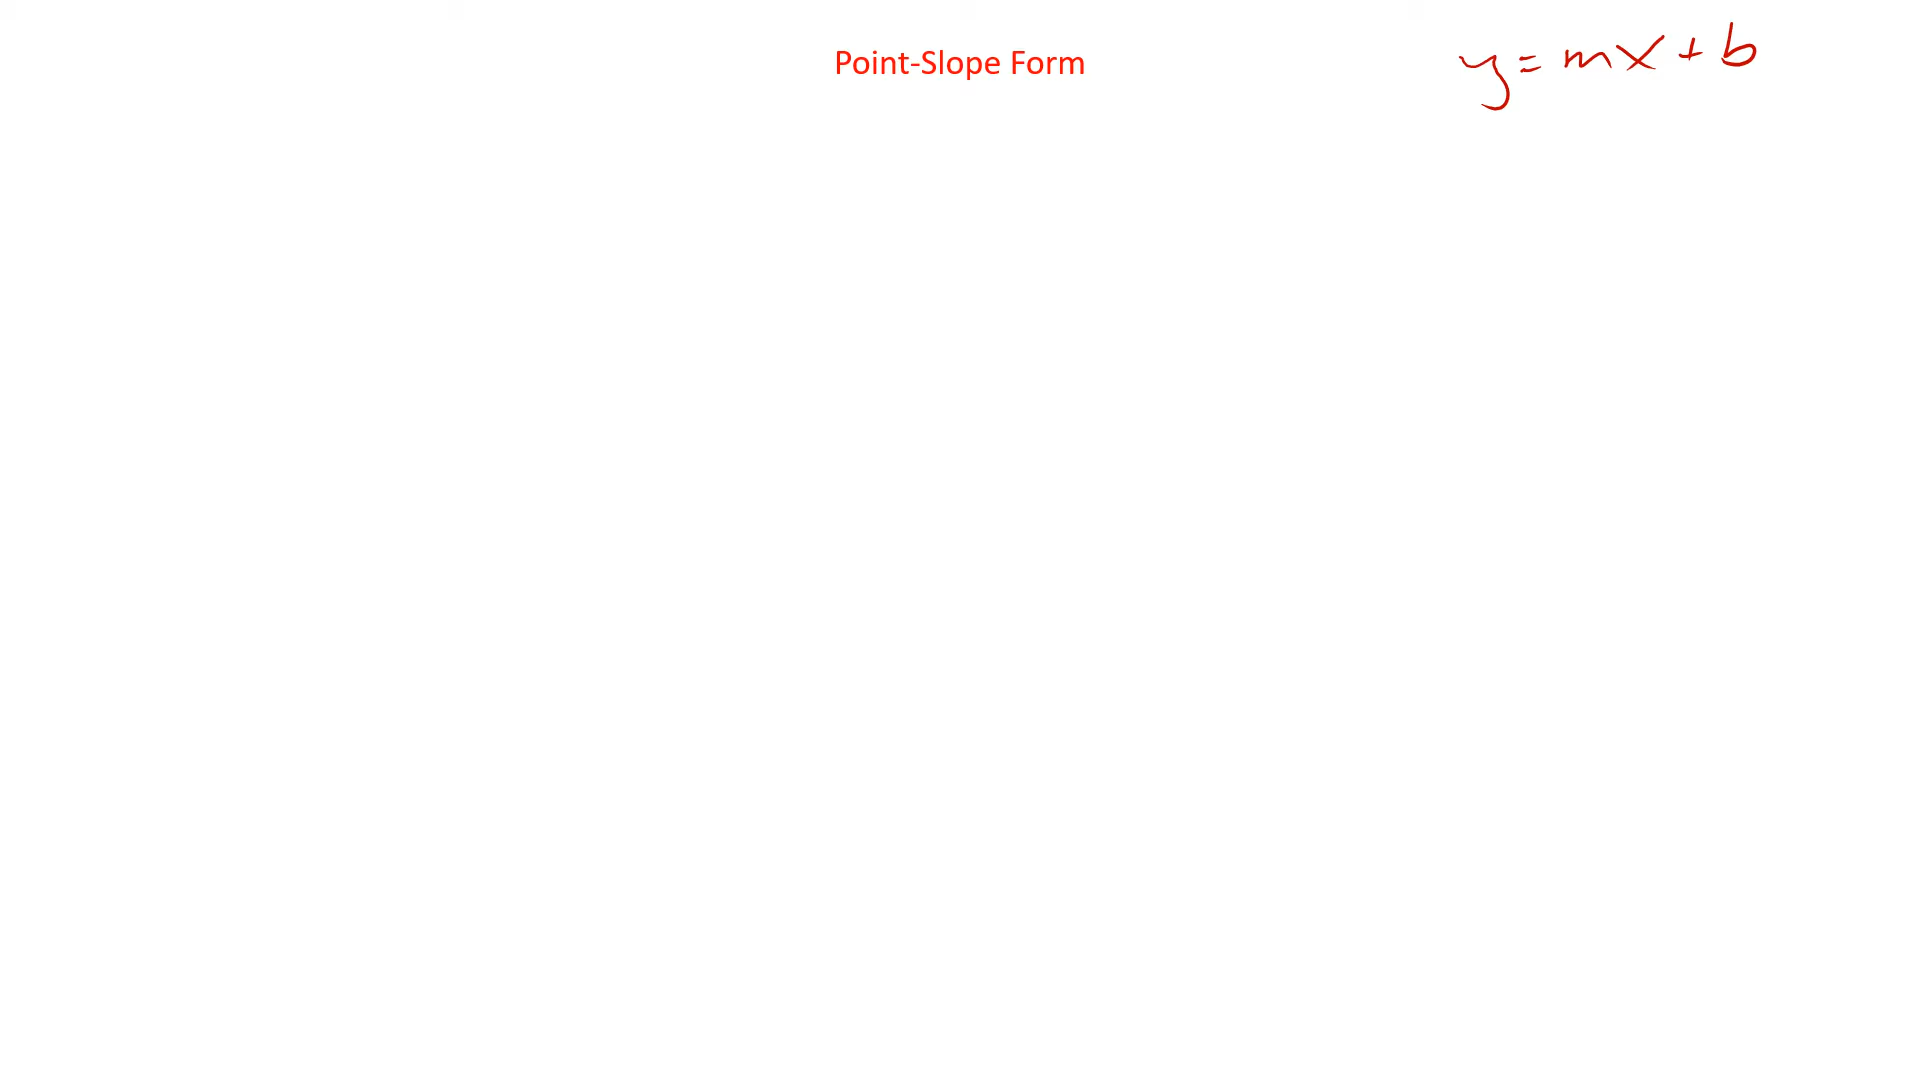 Point-Slope Form
y = mx + b